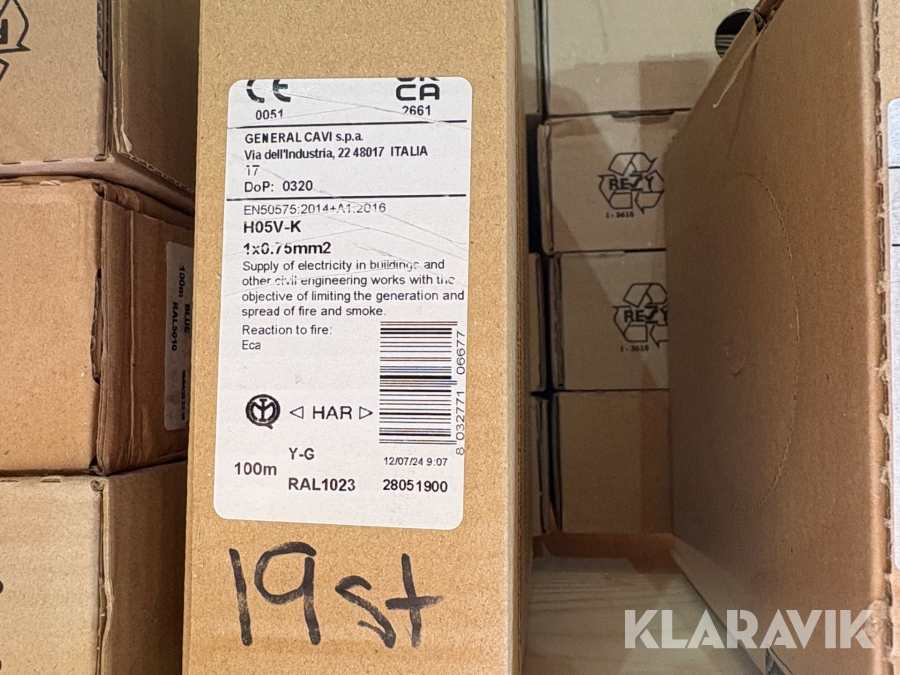 CE
0051
UK
CA
2661
GENERAL CAVI s.p.a.
Via dell'Industria, 22 48017 ITALIA
17
DoP: 0320
EN50575:2014+A1:2016
H05V-K
1x0.75mm2
Supply of electricity in buildings and
other civil engineering works with the
objective of limiting the generation and
spread of fire and smoke.
Reaction to fire:
Eca
8 032771 06677
◁ HAR ▷
Y-G
100m
12/07/24 9:07
RAL1023
28051900
19 st
100m BLUE
RAL5010
REZY
REZY
KLARAVIK